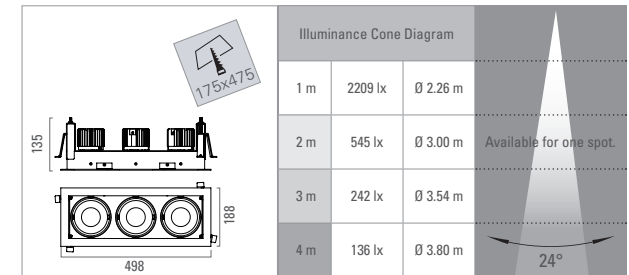 175x475
135
188
498
Illuminance Cone Diagram
1 m 2209 lx Ø 2.26 m
2 m 545 lx Ø 3.00 m
Available for one spot.
3 m 242 lx Ø 3.54 m
4 m 136 lx Ø 3.80 m
24°